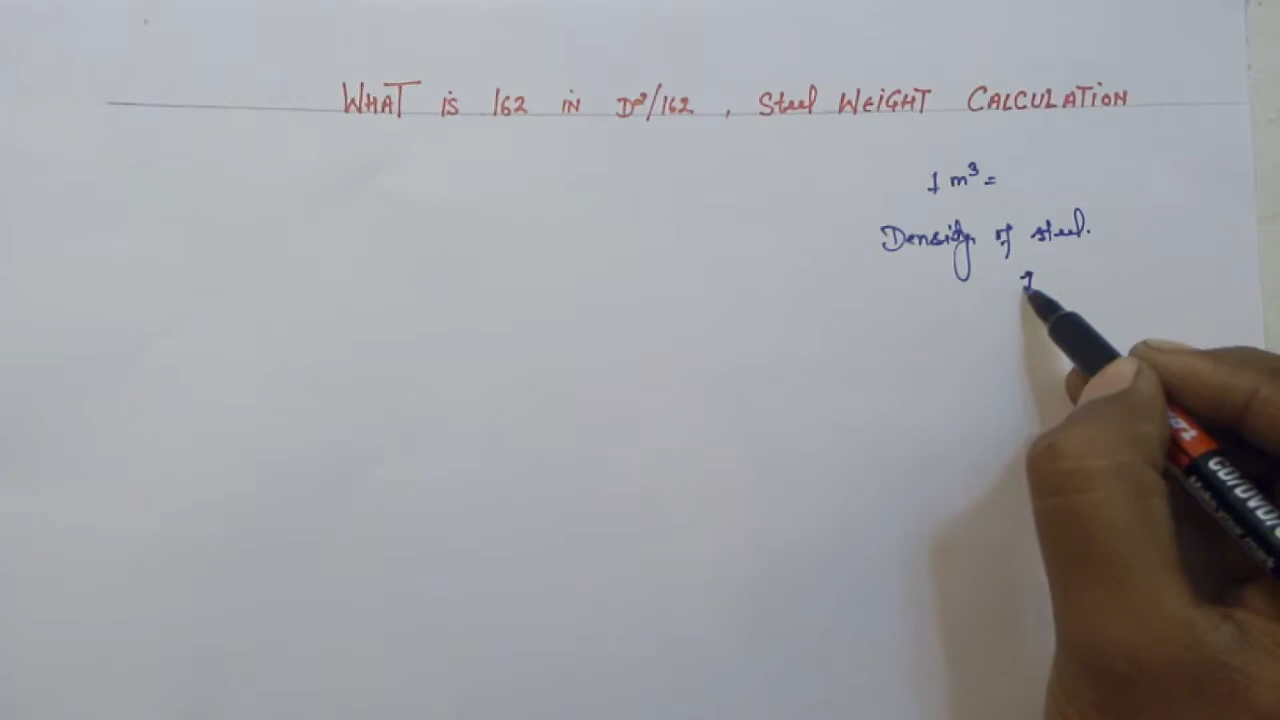 WHAT IS 162 IN D²/162, Steel WEIGHT CALCULATION
1 m³ =
Density of steel.